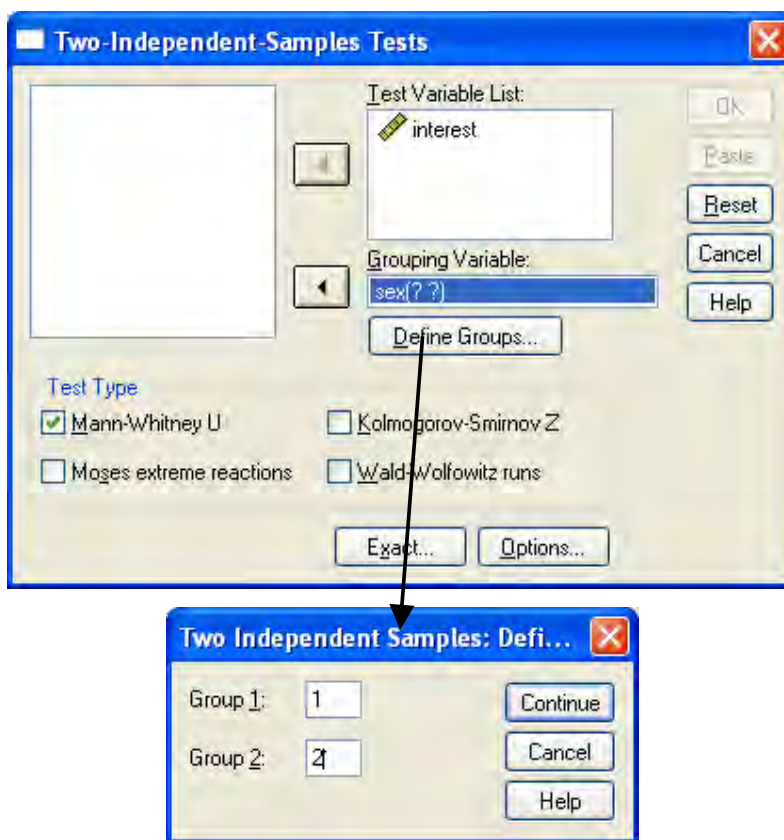 Two-Independent-Samples Tests
Test Variable List:
interest
OK
Paste
Reset
Cancel
Help
Grouping Variable:
sex(? ?)
Define Groups...
Test Type
Mann-Whitney U
Kolmogorov-Smirnov Z
Moses extreme reactions
Wald-Wolfowitz runs
Exact...
Options...
Two Independent Samples: Defi...
Group 1: 1
Continue
Group 2: 2
Cancel
Help